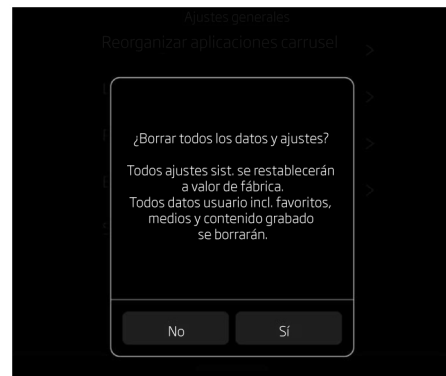 Ajustes generales
Reorganizar aplicaciones carrusel
¿Borrar todos los datos y ajustes?
Todos ajustes sist. se restablecerán
a valor de fábrica.
Todos datos usuario incl. favoritos,
medios y contenido grabado
se borrarán.
No
Sí